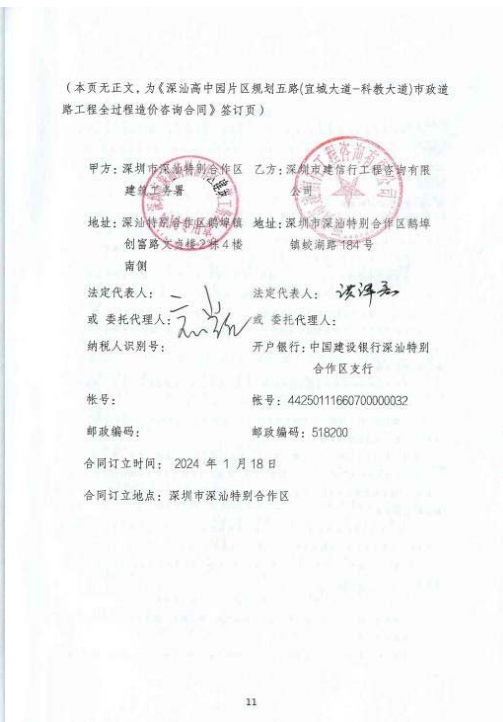 （本页无正文，为《深汕高中园片区规划五路(宜城大道-科教大道)市政道
路工程全过程造价咨询合同》签订页）
甲方：深圳市深汕特别合作区
建筑工务署
乙方：深圳市建信行工程咨询有限
公司
地址：深汕特别合作区鹅埠镇
创富路文贞楼2栋4楼
南侧
地址：深圳市深汕特别合作区鹅埠
镇蛟湖路184号
法定代表人：
法定代表人：
或 委托代理人：
或 委托代理人：
纳税人识别号：
开户银行：中国建设银行深汕特别
合作区支行
帐号：
帐号：44250111660700000032
邮政编码：
邮政编码：518200
合同订立时间： 2024 年 1 月 18 日
合同订立地点：深圳市深汕特别合作区
11